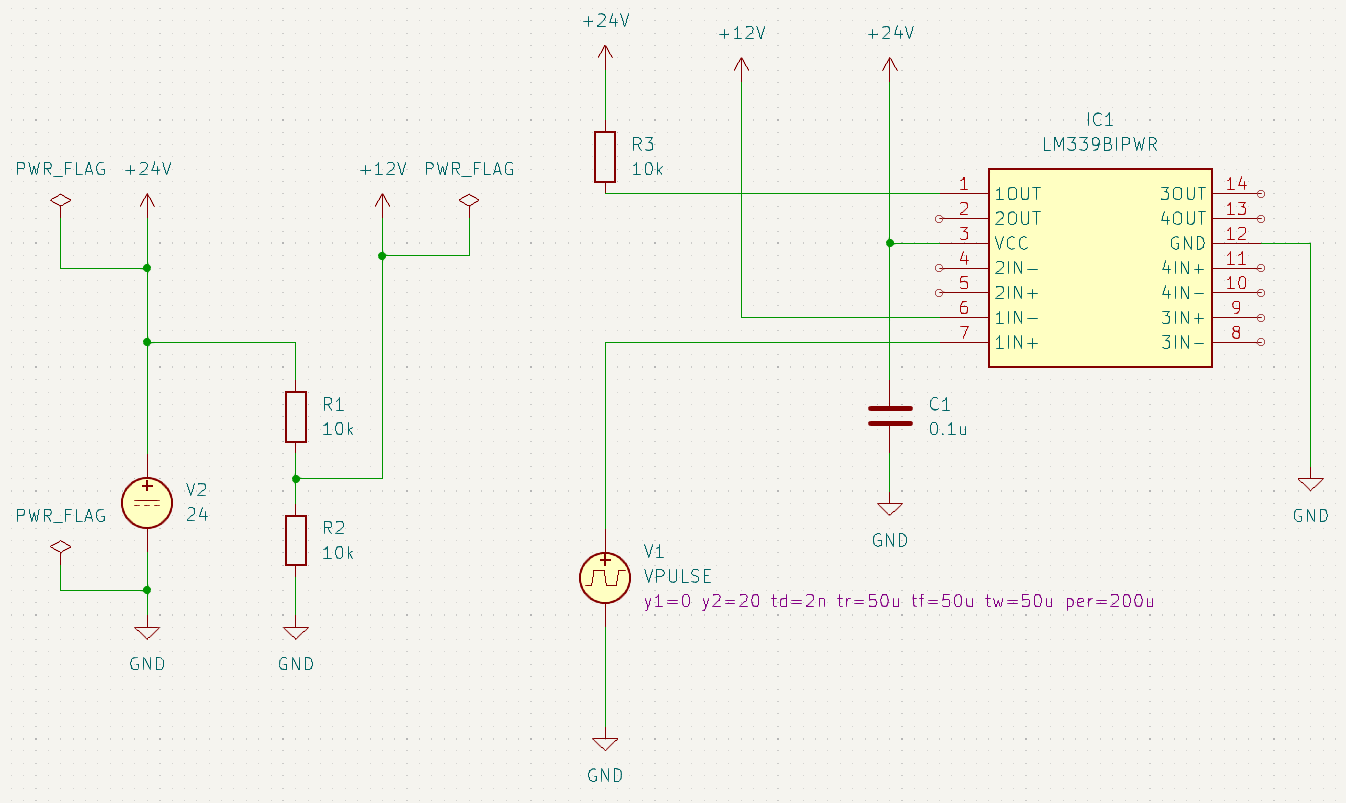 +24V
+12V
+24V
IC1
LM339BIPWR
R3
10k
PWR_FLAG
+24V
+12V
PWR_FLAG
1
1OUT
2
2OUT
3
VCC
4
2IN-
5
2IN+
6
1IN-
7
1IN+
3OUT
14
4OUT
13
GND
12
4IN+
11
4IN-
10
3IN+
9
3IN-
8
R1
10k
C1
0.1u
V2
24
PWR_FLAG
R2
10k
GND
GND
V1
VPULSE
y1=0 y2=20 td=2n tr=50u tf=50u tw=50u per=200u
GND
GND
GND